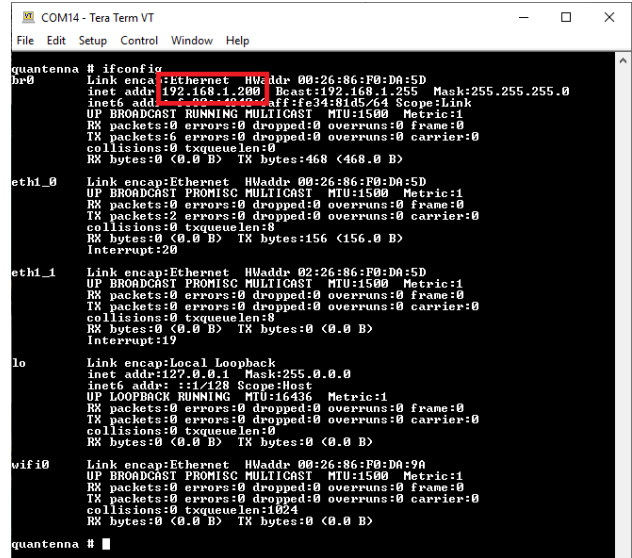 COM14 - Tera Term VT
File Edit Setup Control Window Help
quantenna # ifconfig
br0 Link encap:Ethernet HWaddr 00:26:86:F0:DA:5D
inet addr:192.168.1.200 Bcast:192.168.1.255 Mask:255.255.255.0
inet6 addr: aff:fe34:81d5/64 Scope:Link
UP BROADCAST RUNNING MULTICAST MTU:1500 Metric:1
RX packets:0 errors:0 dropped:0 overruns:0 frame:0
TX packets:6 errors:0 dropped:0 overruns:0 carrier:0
collisions:0 txqueuelen:0
RX bytes:0 (0.0 B) TX bytes:468 (468.0 B)
eth1_0 Link encap:Ethernet HWaddr 00:26:86:F0:DA:5D
UP BROADCAST PROMISC MULTICAST MTU:1500 Metric:1
RX packets:0 errors:0 dropped:0 overruns:0 frame:0
TX packets:2 errors:0 dropped:0 overruns:0 carrier:0
collisions:0 txqueuelen:8
RX bytes:0 (0.0 B) TX bytes:156 (156.0 B)
Interrupt:20
eth1_1 Link encap:Ethernet HWaddr 02:26:86:F0:DA:5D
UP BROADCAST PROMISC MULTICAST MTU:1500 Metric:1
RX packets:0 errors:0 dropped:0 overruns:0 frame:0
TX packets:0 errors:0 dropped:0 overruns:0 carrier:0
collisions:0 txqueuelen:8
RX bytes:0 (0.0 B) TX bytes:0 (0.0 B)
Interrupt:19
lo Link encap:Local Loopback
inet addr:127.0.0.1 Mask:255.0.0.0
inet6 addr: ::1/128 Scope:Host
UP LOOPBACK RUNNING MTU:16436 Metric:1
RX packets:0 errors:0 dropped:0 overruns:0 frame:0
TX packets:0 errors:0 dropped:0 overruns:0 carrier:0
collisions:0 txqueuelen:0
RX bytes:0 (0.0 B) TX bytes:0 (0.0 B)
wifi0 Link encap:Ethernet HWaddr 00:26:86:F0:DA:9A
UP BROADCAST PROMISC MULTICAST MTU:1500 Metric:1
RX packets:0 errors:0 dropped:0 overruns:0 frame:0
TX packets:0 errors:0 dropped:0 overruns:0 carrier:0
collisions:0 txqueuelen:1024
RX bytes:0 (0.0 B) TX bytes:0 (0.0 B)
quantenna #